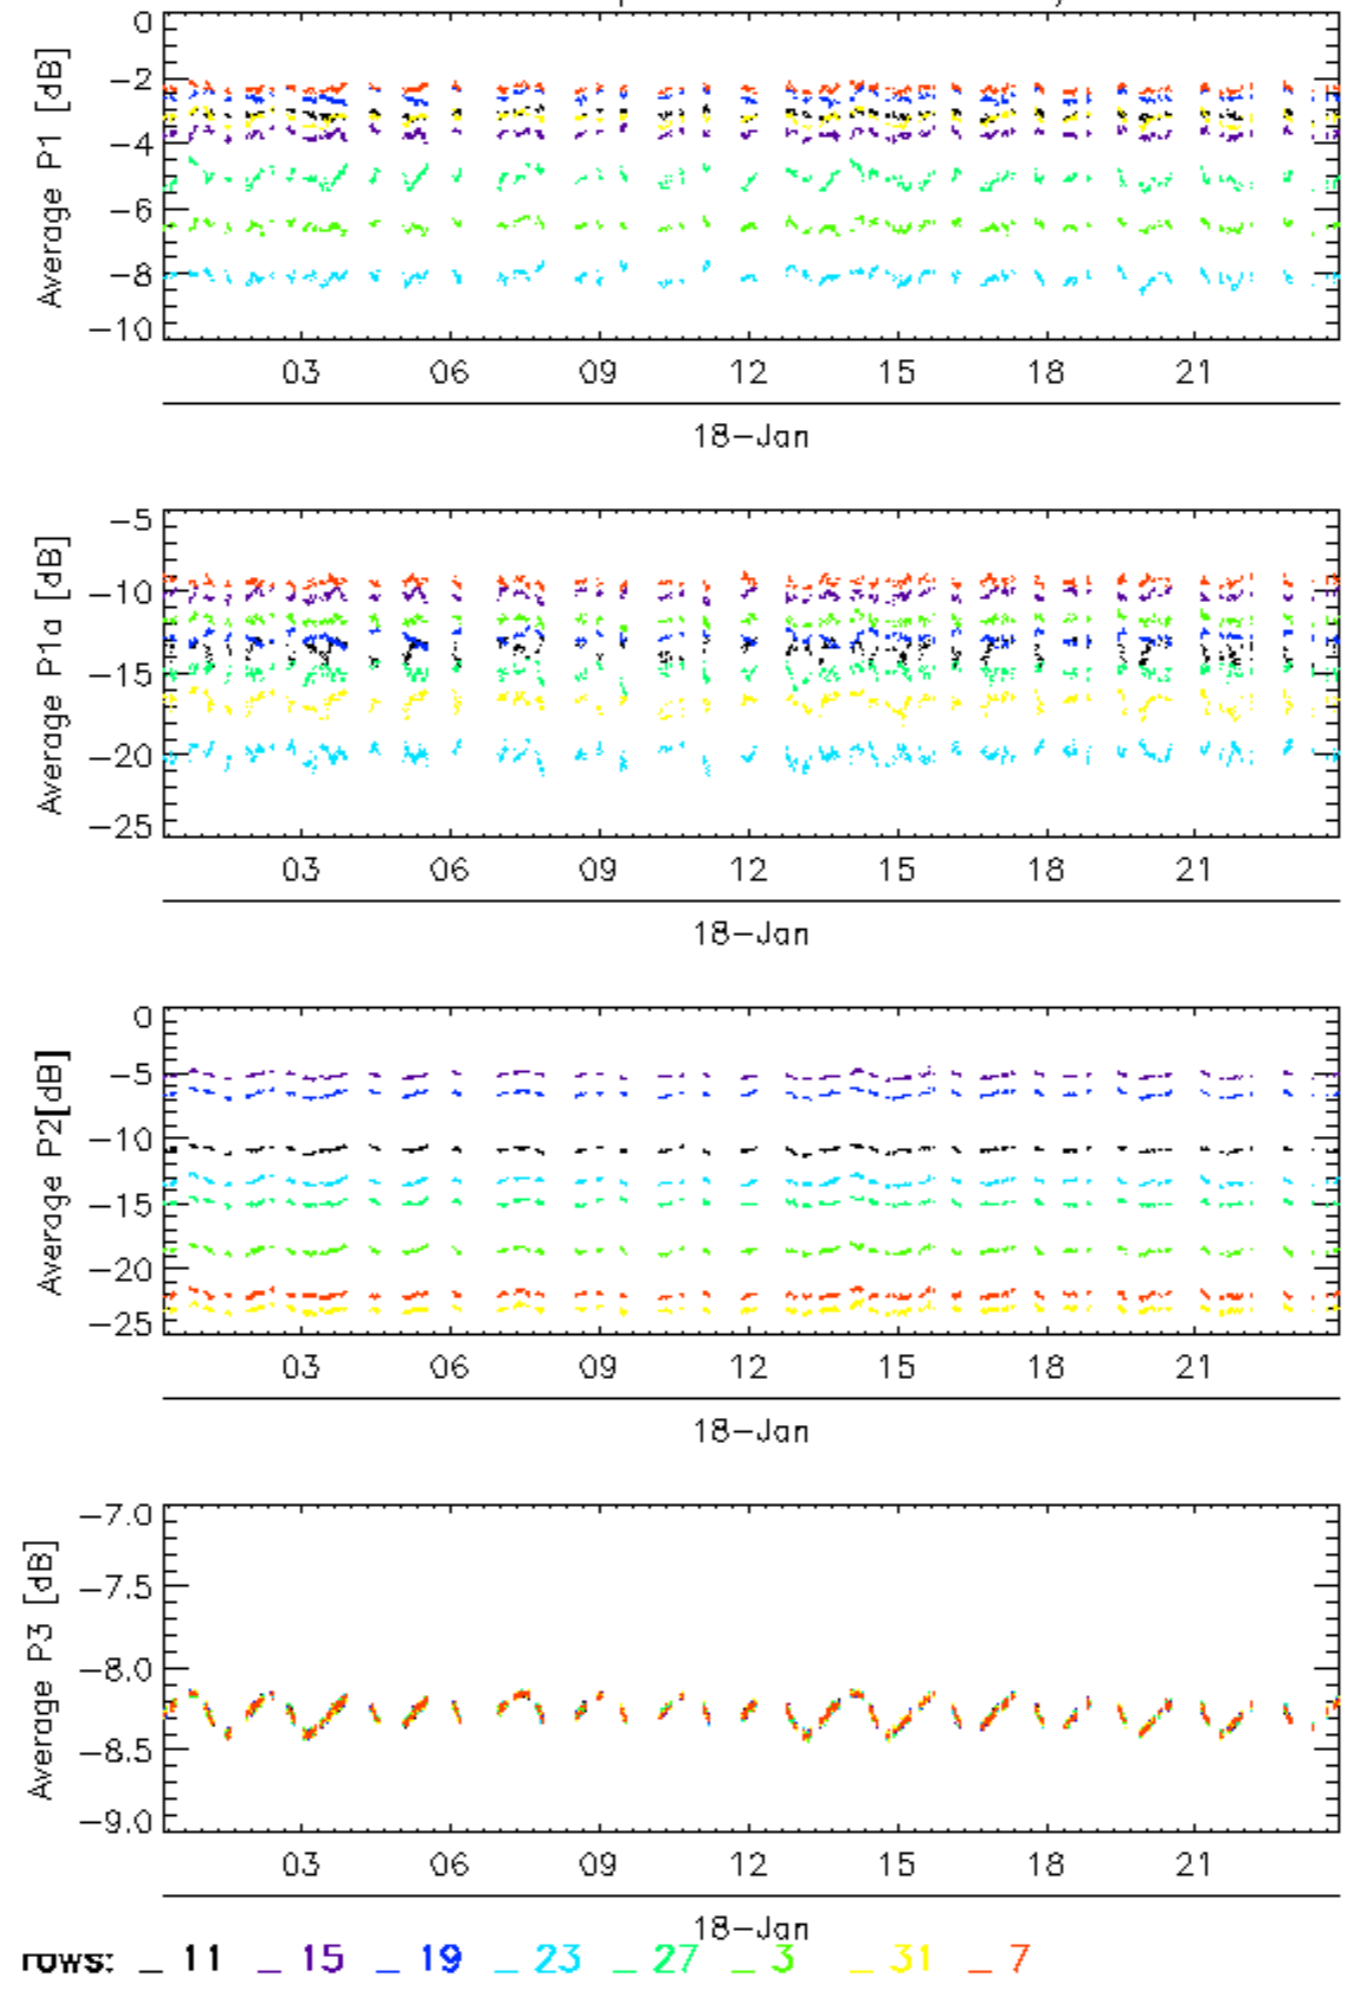 0
−2
−4
−6
−8
−10
Average P1 [dB]
03 06 09 12 15 18 21
18−Jan
−5
−10
−15
−20
−25
Average P1a [dB]
03 06 09 12 15 18 21
18−Jan
0
−5
−10
−15
−20
−25
Average P2[dB]
03 06 09 12 15 18 21
18−Jan
−7.0
−7.5
−8.0
−8.5
−9.0
Average P3 [dB]
03 06 09 12 15 18 21
18−Jan
rows: _ 11 _ 15 _ 19 _ 23 _ 27 _ 3 _ 31 _ 7